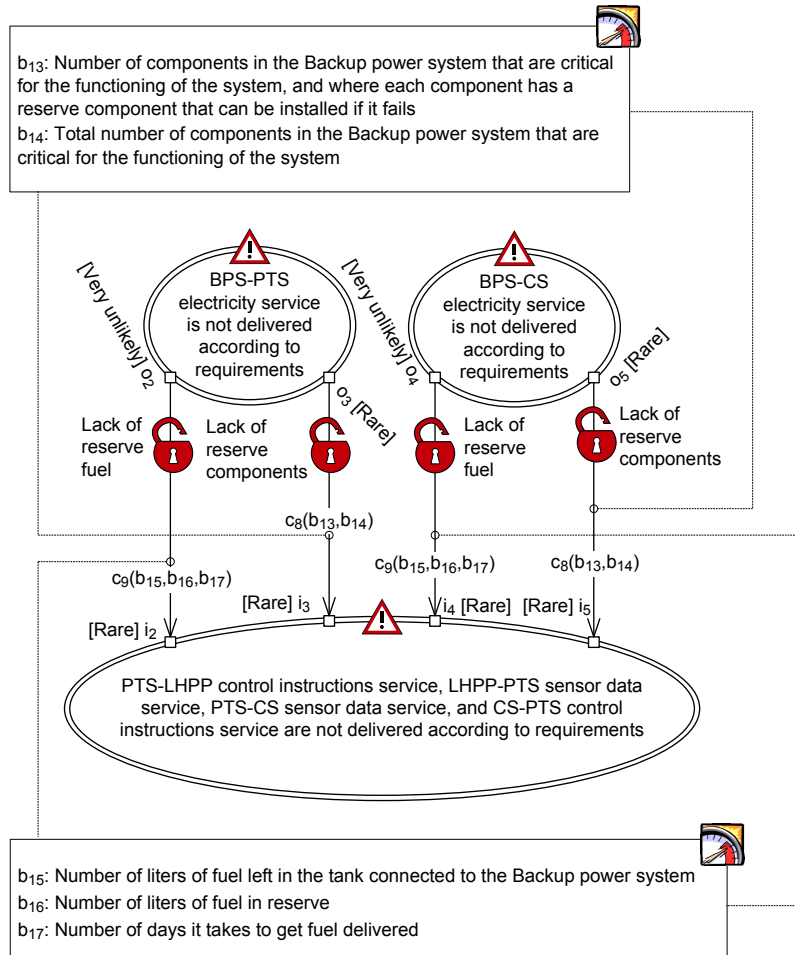 b13: Number of components in the Backup power system that are critical
for the functioning of the system, and where each component has a
reserve component that can be installed if it fails
b14: Total number of components in the Backup power system that are
critical for the functioning of the system
BPS-PTS
electricity service
is not delivered
according to
requirements
BPS-CS
electricity service
is not delivered
according to
requirements
[Very unlikely] o2
o3 [Rare]
[Very unlikely] o4
o5 [Rare]
Lack of
reserve
fuel
Lack of
reserve
components
Lack of
reserve
fuel
Lack of
reserve
components
c8(b13,b14)
c9(b15,b16,b17)
c9(b15,b16,b17)
c8(b13,b14)
[Rare] i2
[Rare] i3
i4 [Rare]
[Rare] i5
PTS-LHPP control instructions service, LHPP-PTS sensor data
service, PTS-CS sensor data service, and CS-PTS control
instructions service are not delivered according to requirements
b15: Number of liters of fuel left in the tank connected to the Backup power system
b16: Number of liters of fuel in reserve
b17: Number of days it takes to get fuel delivered